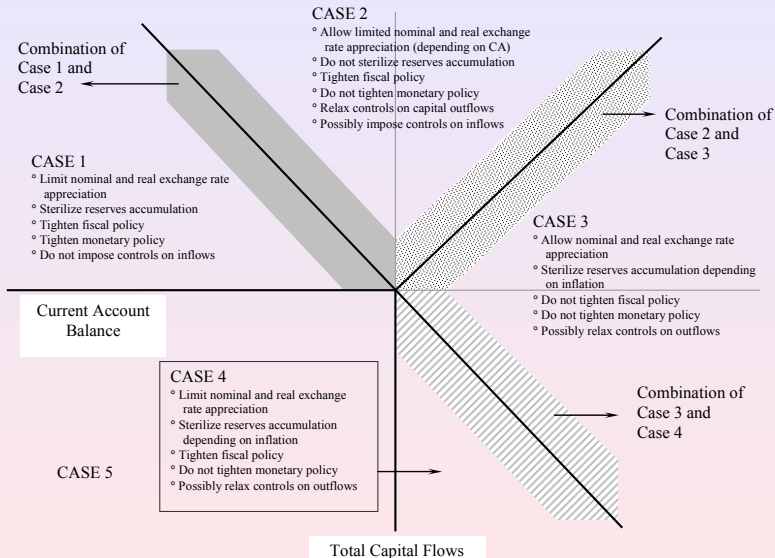 CASE 2
° Allow limited nominal and real exchange
rate appreciation (depending on CA)
° Do not sterilize reserves accumulation
° Tighten fiscal policy
° Do not tighten monetary policy
° Relax controls on capital outflows
° Possibly impose controls on inflows
Combination of
Case 1 and
Case 2
Combination of
Case 2 and
Case 3
CASE 1
° Limit nominal and real exchange rate
appreciation
° Sterilize reserves accumulation
° Tighten fiscal policy
° Tighten monetary policy
° Do not impose controls on inflows
CASE 3
° Allow nominal and real exchange rate
appreciation
° Sterilize reserves accumulation depending
on inflation
° Do not tighten fiscal policy
° Do not tighten monetary policy
° Possibly relax controls on outflows
Current Account
Balance
CASE 4
° Limit nominal and real exchange
rate appreciation
° Sterilize reserves accumulation
depending on inflation
° Tighten fiscal policy
° Do not tighten monetary policy
° Possibly relax controls on outflows
Combination of
Case 3 and
Case 4
CASE 5
Total Capital Flows